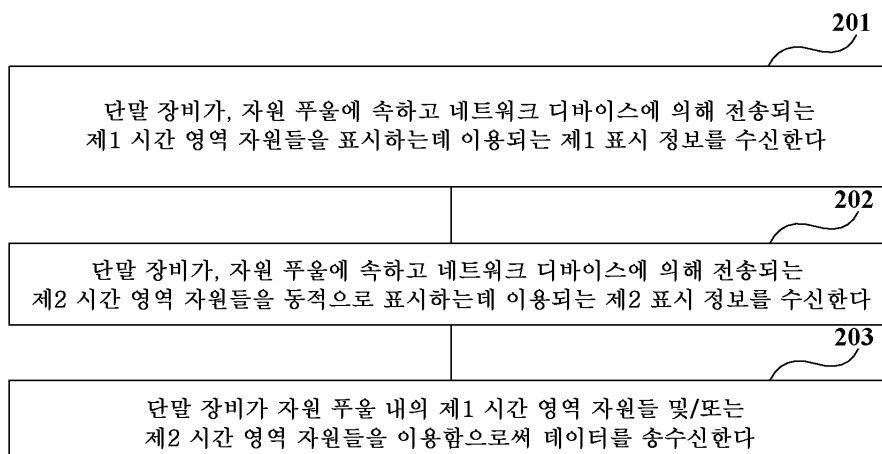 201
단말 장비가, 자원 푸울에 속하고 네트워크 디바이스에 의해 전송되는
제1 시간 영역 자원들을 표시하는데 이용되는 제1 표시 정보를 수신한다
202
단말 장비가, 자원 푸울에 속하고 네트워크 디바이스에 의해 전송되는
제2 시간 영역 자원들을 동적으로 표시하는데 이용되는 제2 표시 정보를 수신한다
203
단말 장비가 자원 푸울 내의 제1 시간 영역 자원들 및/또는
제2 시간 영역 자원들을 이용함으로써 데이터를 송수신한다